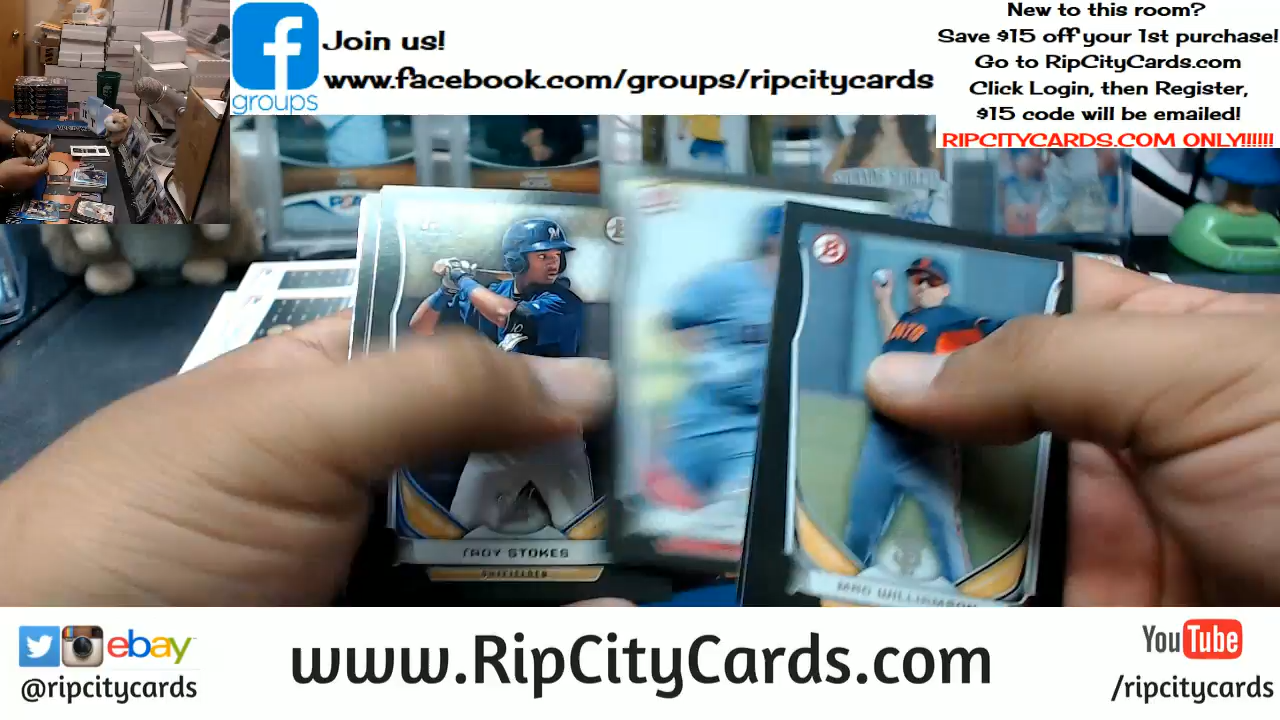 Join us!
www.facebook.com/groups/ripcitycards
groups
New to this room?
Save $15 off your 1st purchase!
Go to RipCityCards.com
Click Login, then Register,
$15 code will be emailed!
RIPCITYCARDS.COM ONLY!!!!!!
TROY STOKES
OUTFIELDER
MAC WILLIAMSON
ebay
@ripcitycards
www.RipCityCards.com
YouTube
/ripcitycards